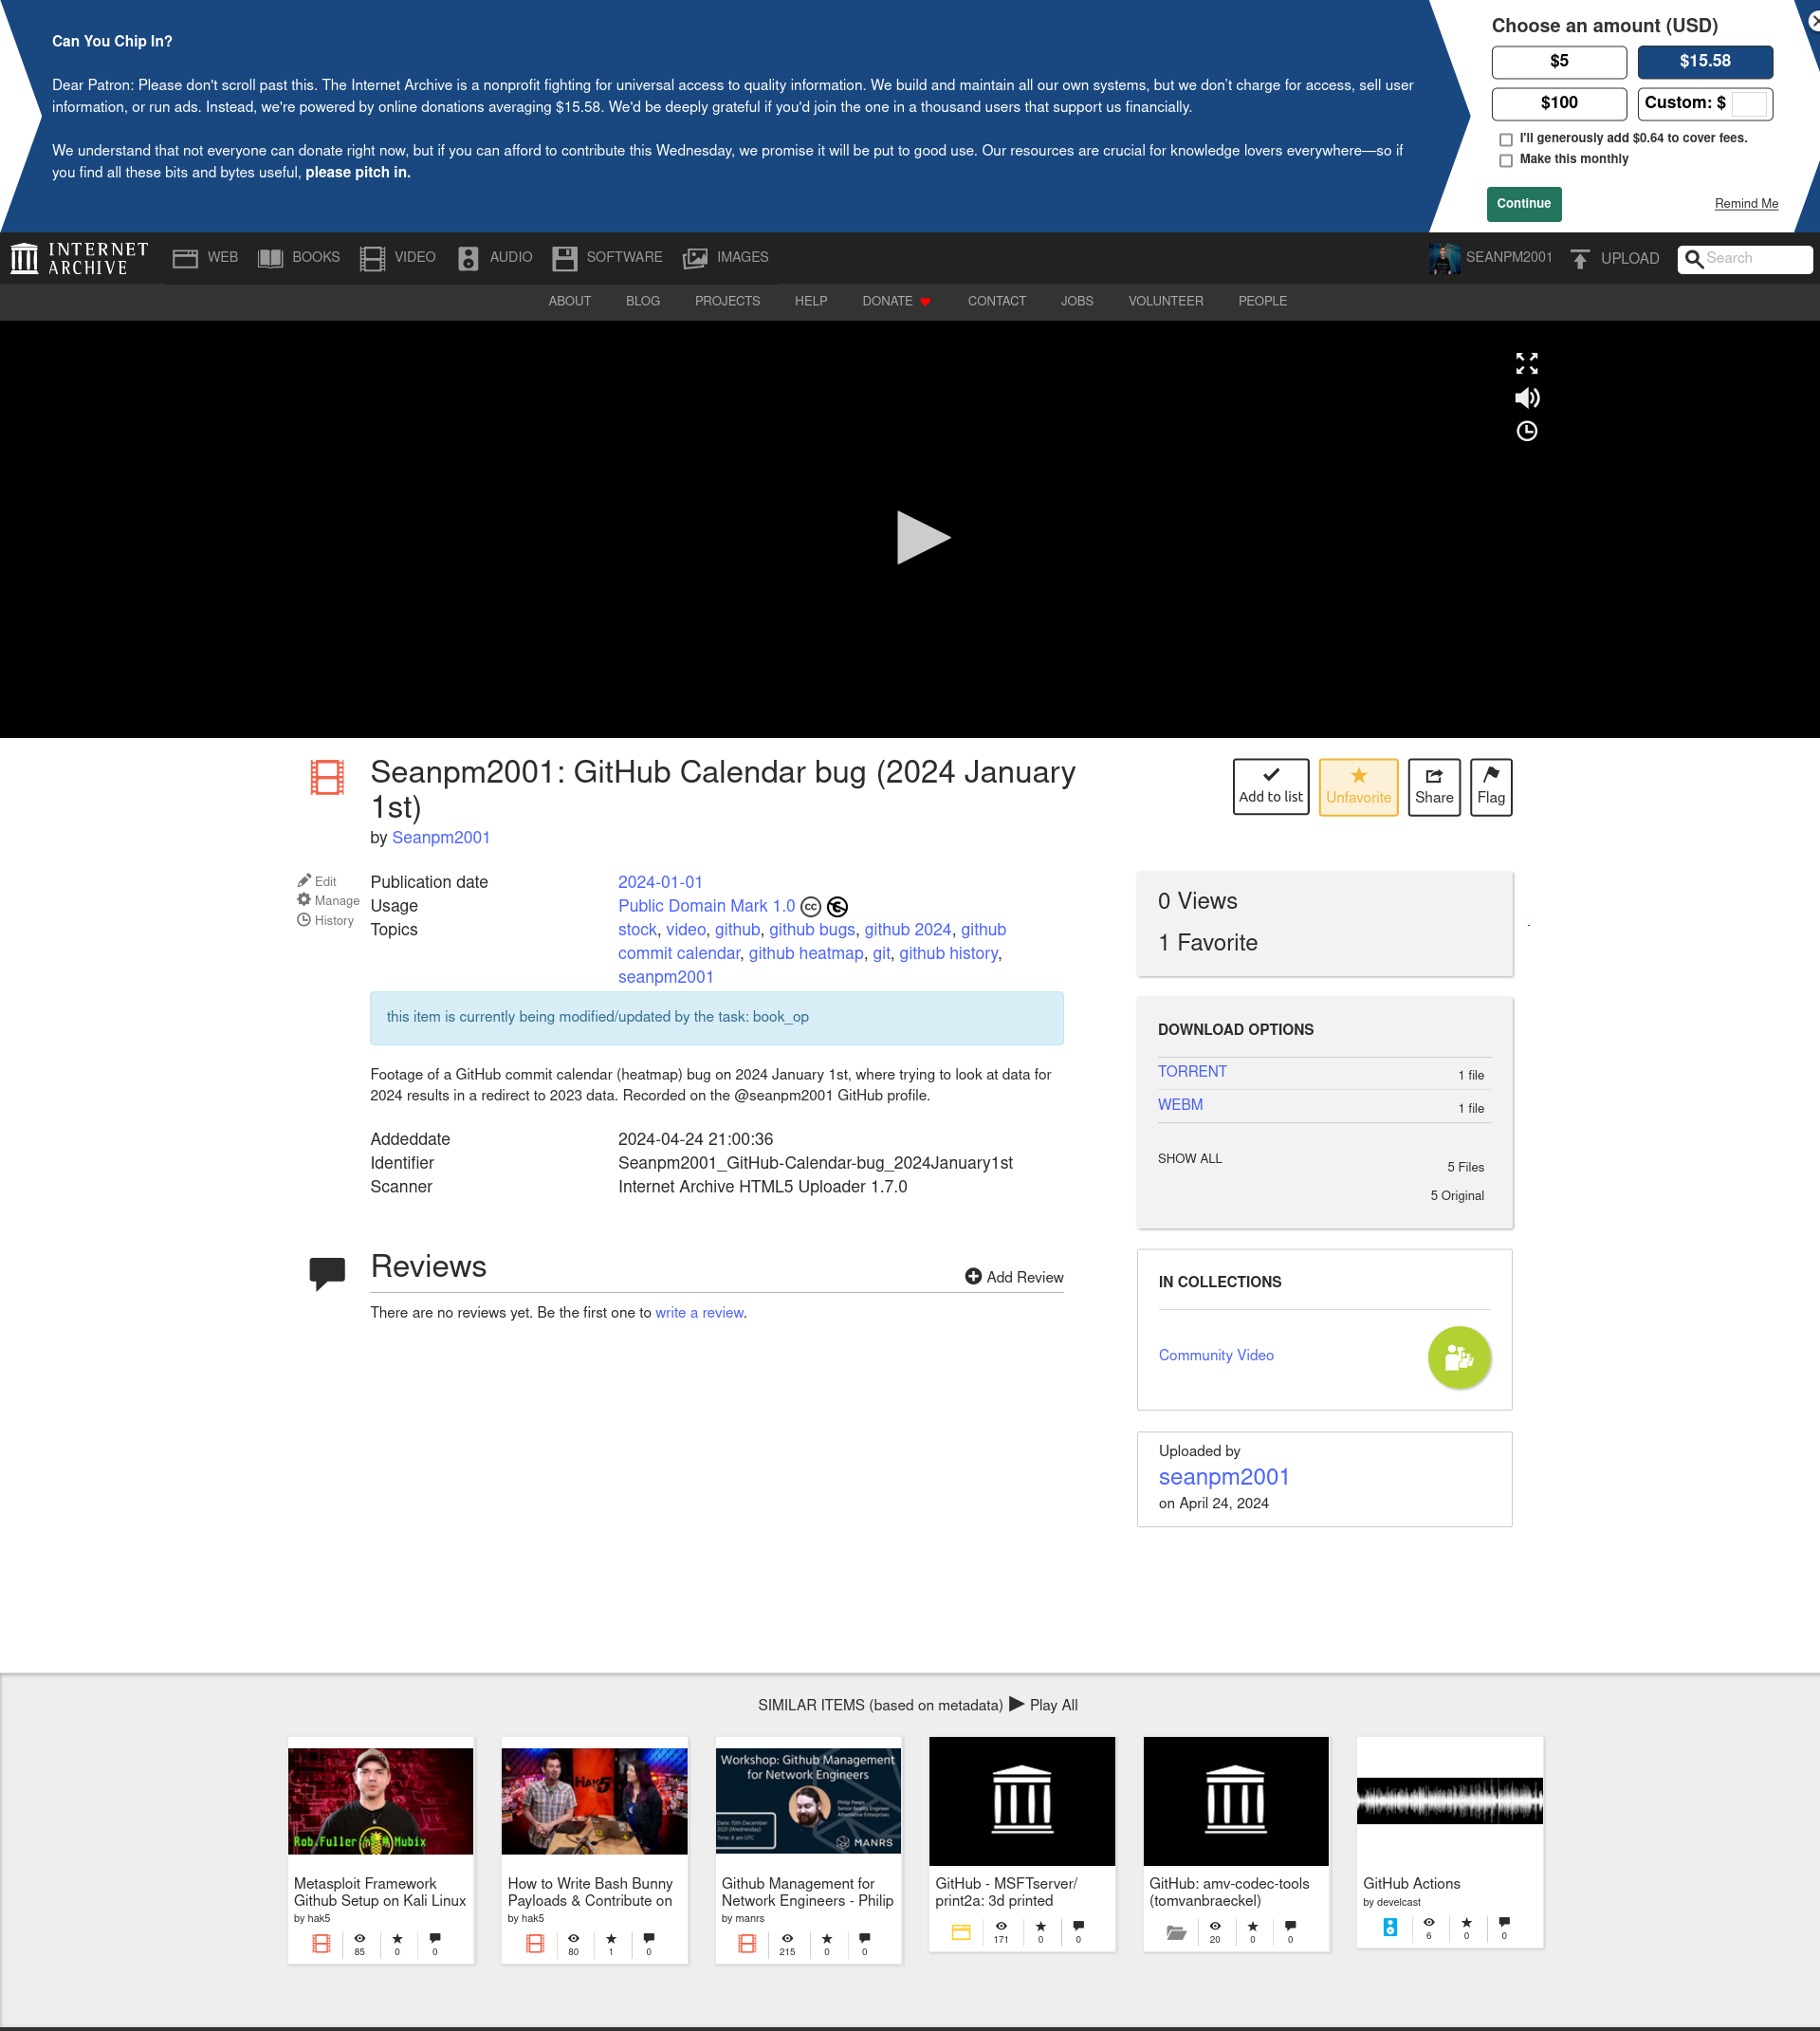 Can You Chip In?
Dear Patron: Please don't scroll past this. The Internet Archive is a nonprofit fighting for universal access to quality information. We build and maintain all our own systems, but we don't charge for access, sell user
information, or run ads. Instead, we're powered by online donations averaging $15.58. We'd be deeply grateful if you'd join the one in a thousand users that support us financially.
We understand that not everyone can donate right now, but if you can afford to contribute this Wednesday, we promise it will be put to good use. Our resources are crucial for knowledge lovers everywhere—so if
you find all these bits and bytes useful, please pitch in.
Choose an amount (USD)
$5 $15.58
$100 Custom: $
I'll generously add $0.64 to cover fees.
Make this monthly
Continue Remind Me
INTERNET
ARCHIVE
WEB BOOKS VIDEO AUDIO SOFTWARE IMAGES SEANPM2001 UPLOAD Search
ABOUT BLOG PROJECTS HELP DONATE CONTACT JOBS VOLUNTEER PEOPLE
Seanpm2001: GitHub Calendar bug (2024 January
1st)
by Seanpm2001
Add to list Unfavorite Share Flag
Edit
Manage
History
Publication date 2024-01-01
Usage Public Domain Mark 1.0 cc
Topics stock, video, github, github bugs, github 2024, github
commit calendar, github heatmap, git, github history,
seanpm2001
this item is currently being modified/updated by the task: book_op
Footage of a GitHub commit calendar (heatmap) bug on 2024 January 1st, where trying to look at data for
2024 results in a redirect to 2023 data. Recorded on the @seanpm2001 GitHub profile.
Addeddate 2024-04-24 21:00:36
Identifier Seanpm2001_GitHub-Calendar-bug_2024January1st
Scanner Internet Archive HTML5 Uploader 1.7.0
Reviews
Add Review
There are no reviews yet. Be the first one to write a review.
0 Views
1 Favorite
DOWNLOAD OPTIONS
TORRENT 1 file
WEBM 1 file
SHOW ALL 5 Files
5 Original
IN COLLECTIONS
Community Video
Uploaded by
seanpm2001
on April 24, 2024
SIMILAR ITEMS (based on metadata) Play All
Rob Fuller Mubix
Metasploit Framework
Github Setup on Kali Linux
by hak5
85 0 0
HAK5
How to Write Bash Bunny
Payloads & Contribute on
by hak5
80 1 0
Workshop: Github Management
for Network Engineers
Philip Paeps
Senior Reality Engineer
Alternative Enterprises
Date: 15th December
2021 (Wednesday)
Time: 8 am UTC
MANRS
Github Management for
Network Engineers - Philip
by manrs
215 0 0
GitHub - MSFTserver/
print2a: 3d printed
171 0 0
GitHub: amv-codec-tools
(tomvanbraeckel)
20 0 0
GitHub Actions
by develcast
6 0 0